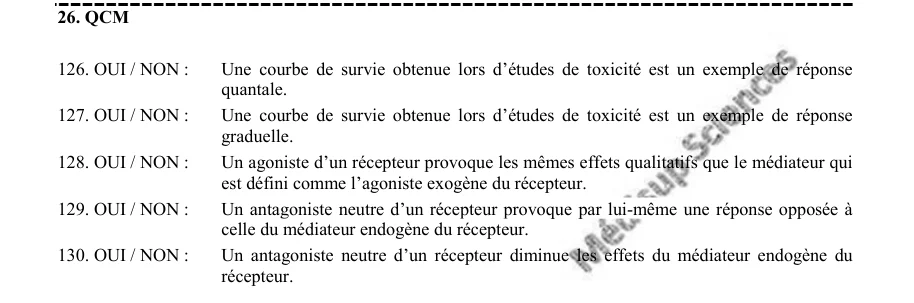 26. QCM
126. OUI / NON : Une courbe de survie obtenue lors d’études de toxicité est un exemple de réponse
quantale.
127. OUI / NON : Une courbe de survie obtenue lors d’études de toxicité est un exemple de réponse
graduelle.
128. OUI / NON : Un agoniste d’un récepteur provoque les mêmes effets qualitatifs que le médiateur qui
est défini comme l’agoniste exogène du récepteur.
129. OUI / NON : Un antagoniste neutre d’un récepteur provoque par lui-même une réponse opposée à
celle du médiateur endogène du récepteur.
130. OUI / NON : Un antagoniste neutre d’un récepteur diminue les effets du médiateur endogène du
récepteur.
Médsup Sciences